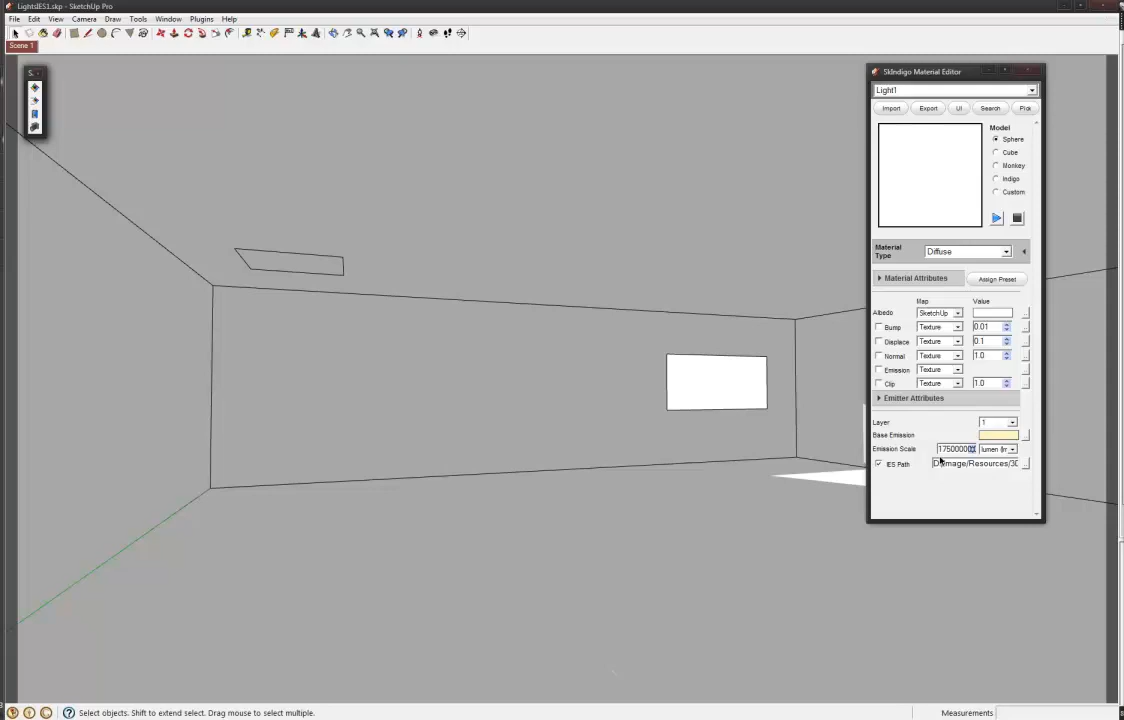 LightsIES1.skp - SketchUp Pro
File Edit View Camera Draw Tools Window Plugins Help
Scene 1
S..
SkIndigo Material Editor
Light1
Import Export UI Search Pick
Model
Sphere
Cube
Monkey
Indigo
Custom
Material Type Diffuse
Material Attributes Assign Preset
Map Value
Albedo SketchUp
Bump Texture 0.01
Displace Texture 0.1
Normal Texture 1.0
Emission Texture
Clip Texture 1.0
Emitter Attributes
Layer 1
Base Emission
Emission Scale lumen
IES Path
Select objects. Shift to extend select. Drag mouse to select multiple.
Measurements